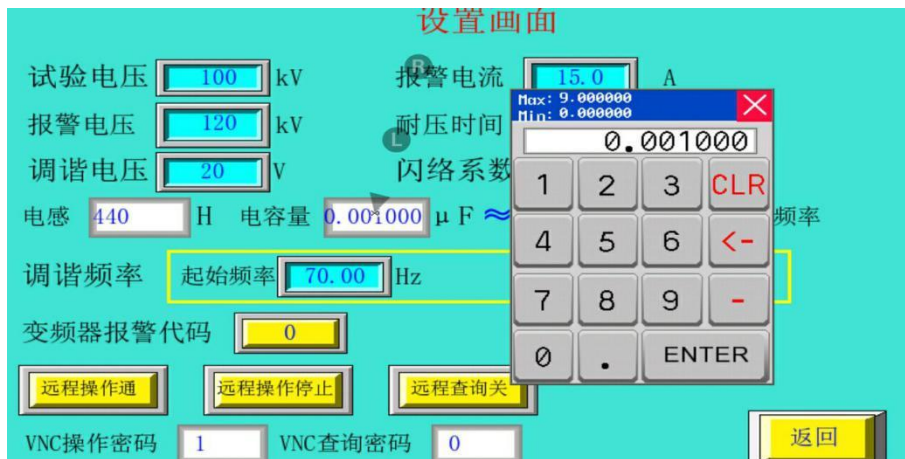 设置画面
试验电压 100 kV 报警电流 15.0 A
报警电压 120 kV 耐压时间
调谐电压 20 V 闪络系数
电感 440 H 电容量 0.001000 μF ≈ 频率
调谐频率 起始频率 70.00 Hz
变频器报警代码 0
远程操作通 远程操作停止 远程查询关
VNC操作密码 1 VNC查询密码 0 返回
Max: 9.000000
Min: 0.000000
0.001000
1 2 3 CLR
4 5 6 <-
7 8 9 -
0 . ENTER
R
L